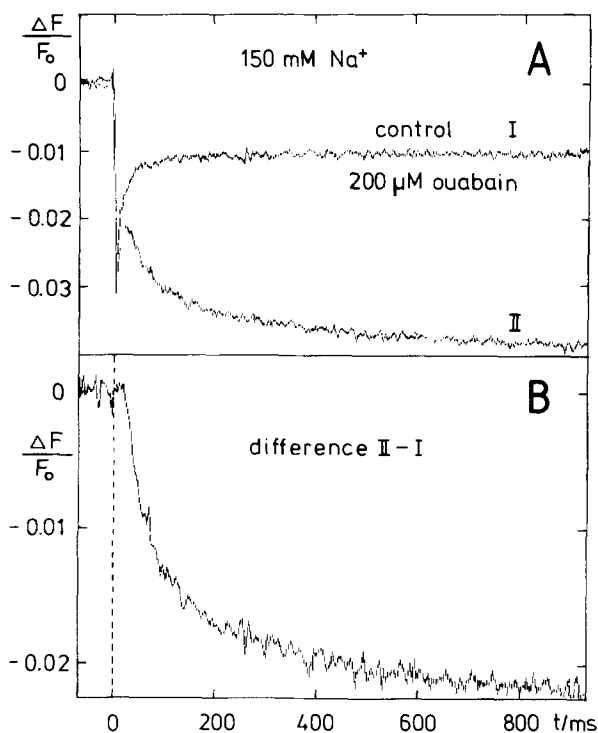 ΔF
F₀
150 mM Na⁺
A
0
control I
-0.01
200 μM ouabain
-0.02
-0.03
II
0
B
ΔF
F₀
difference II-I
-0.01
-0.02
0 200 400 600 800 t/ms